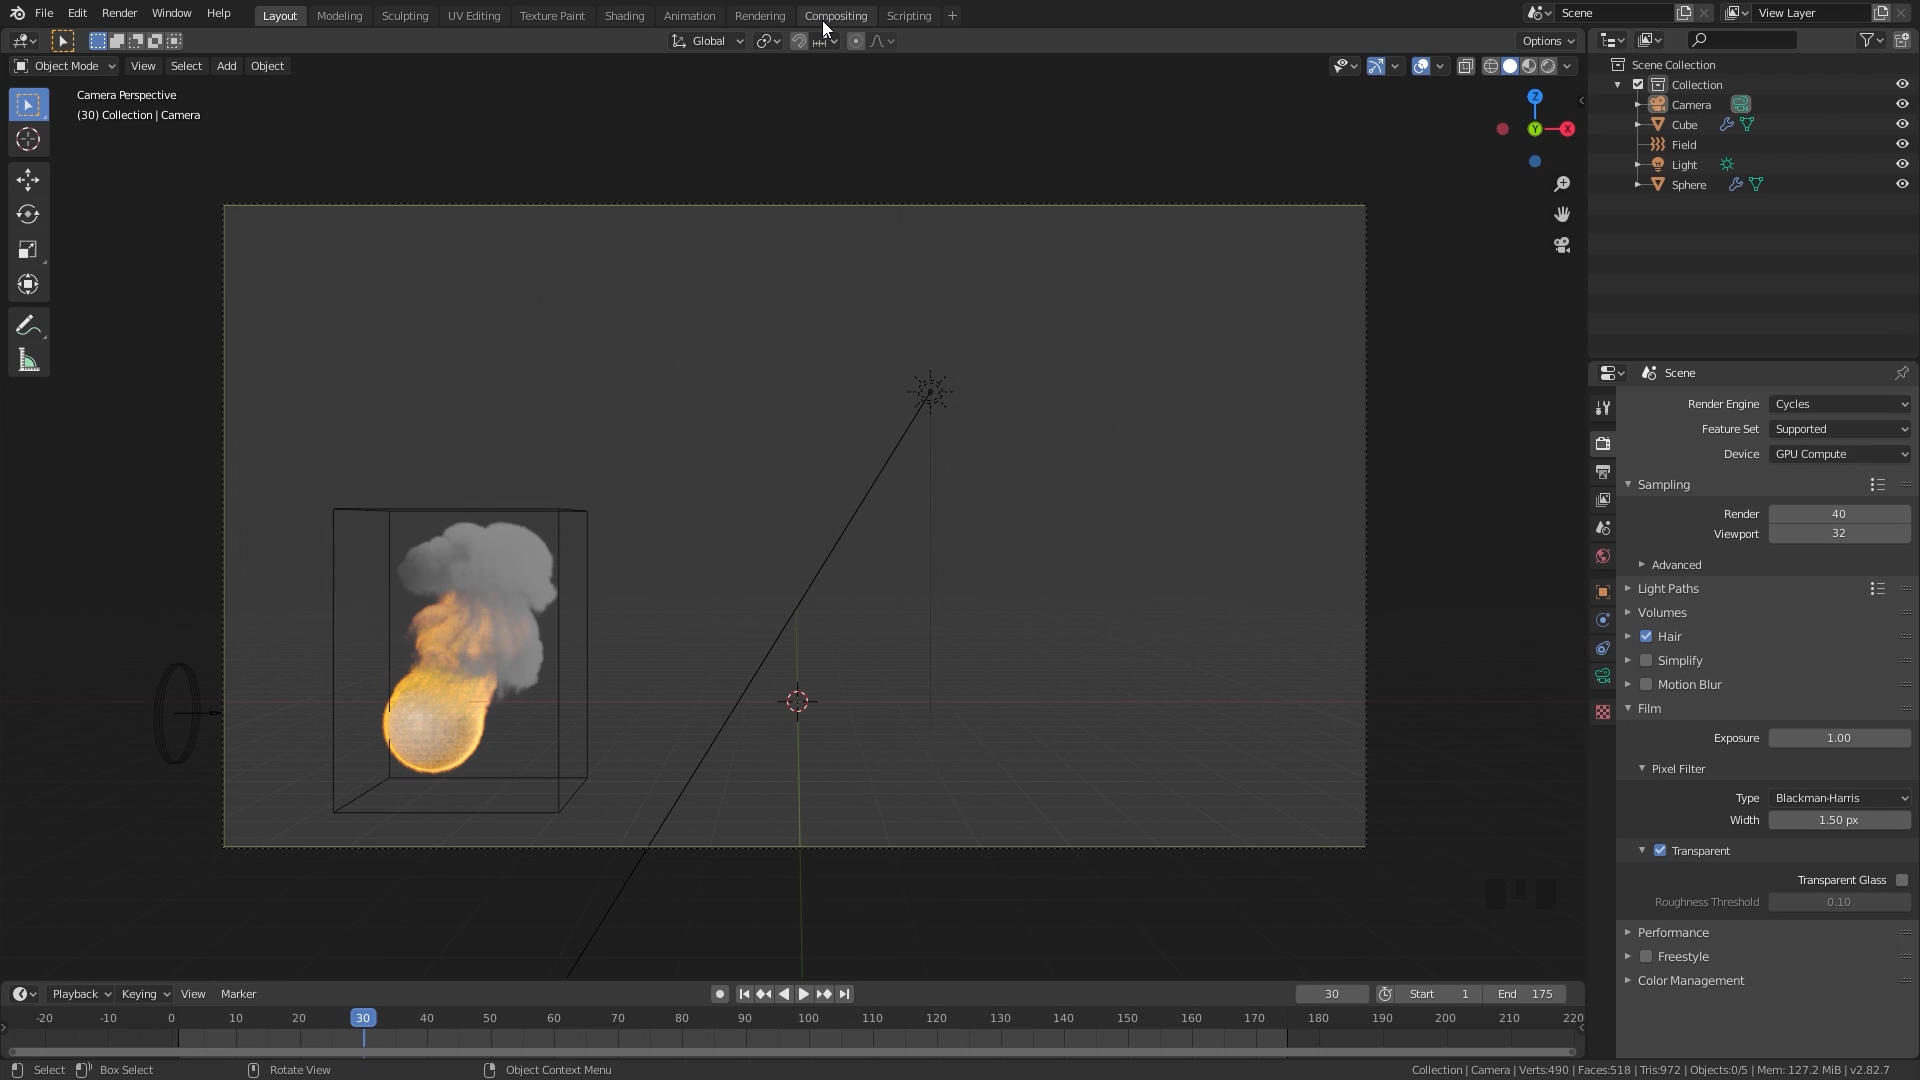 File Edit Render Window Help Layout Modeling Sculpting UV Editing Texture Paint Shading Animation Rendering Compositing Scripting + Scene View Layer
Global Options
Object Mode View Select Add Object
Camera Perspective
(30) Collection | Camera
Z
Y X
Scene Collection
Collection
Camera
Cube
Field
Light
Sphere
Scene
Render Engine Cycles
Feature Set Supported
Device GPU Compute
Sampling
Render 40
Viewport 32
Advanced
Light Paths
Volumes
Hair
Simplify
Motion Blur
Film
Exposure 1.00
Pixel Filter
Type Blackman-Harris
Width 1.50 px
Transparent
Transparent Glass
Roughness Threshold 0.10
Performance
Freestyle
Color Management
Playback Keying View Marker 30 Start 1 End 175
-20 -10 0 10 20 30 40 50 60 70 80 90 100 110 120 130 140 150 160 170 180 190 200 210 220
Select Box Select Rotate View Object Context Menu Collection | Camera | Verts:490 | Faces:518 | Tris:972 | Objects:0/5 | Mem: 127.2 MiB | v2.82.7